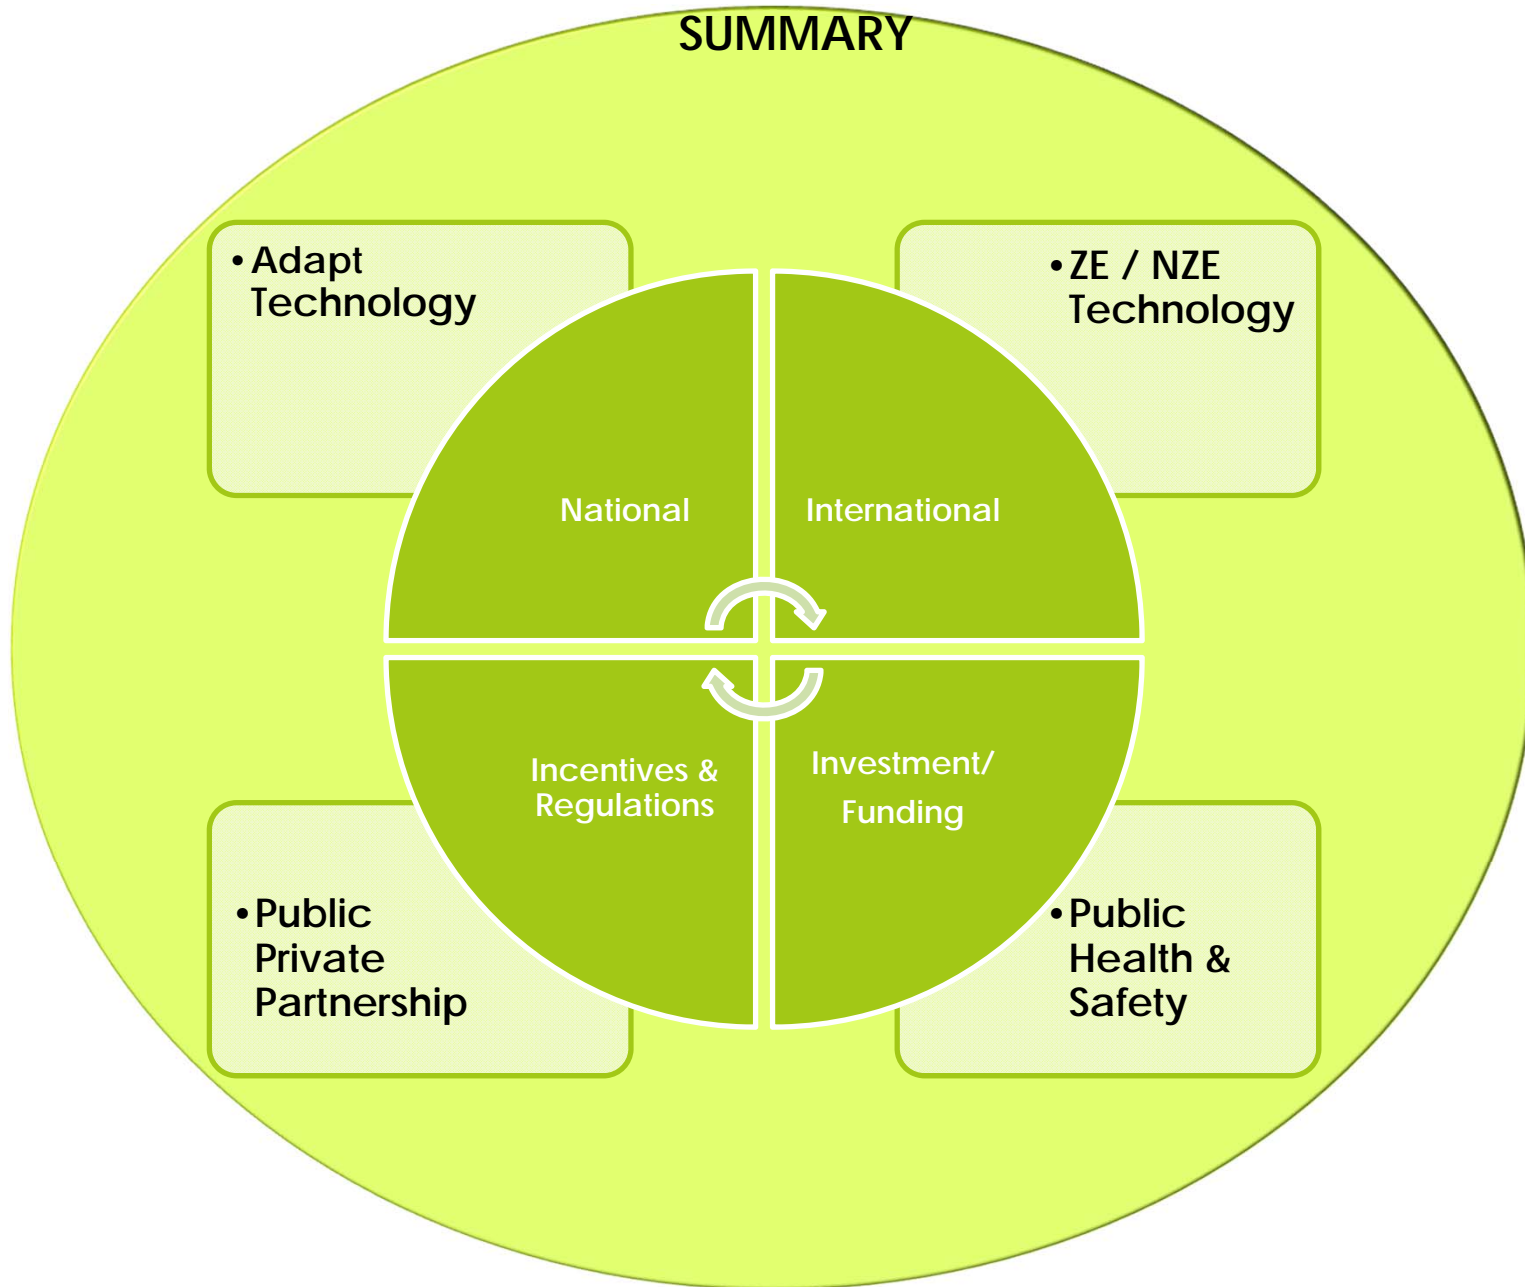 SUMMARY
• Adapt
Technology
• ZE / NZE
Technology
National
International
Incentives &
Regulations
Investment/
Funding
• Public
Private
Partnership
• Public
Health &
Safety